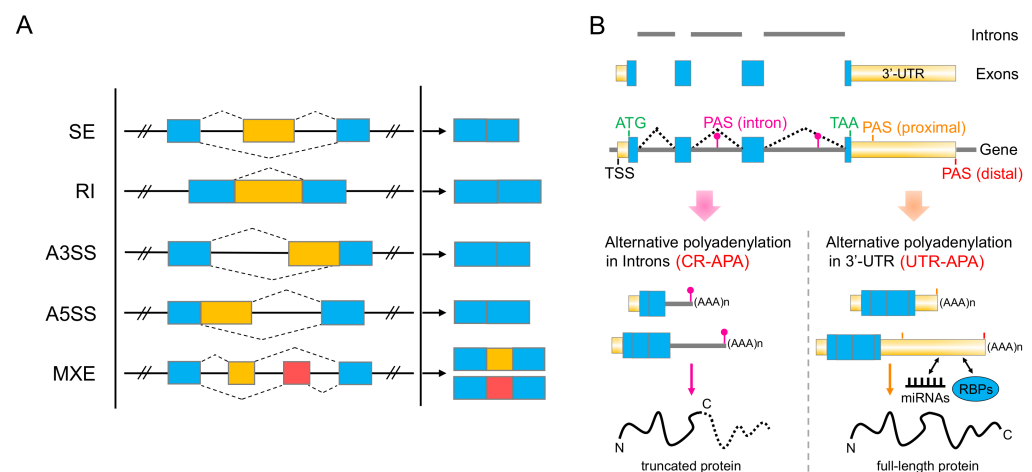 A
SE
RI
A3SS
A5SS
MXE
B
Introns
3'-UTR
Exons
ATG
PAS (intron)
TAA
PAS (proximal)
Gene
TSS
PAS (distal)
Alternative polyadenylation
in Introns (CR-APA)
(AAA)n
(AAA)n
C
N
truncated protein
Alternative polyadenylation
in 3'-UTR (UTR-APA)
(AAA)n
(AAA)n
miRNAs
RBPs
N
C
full-length protein